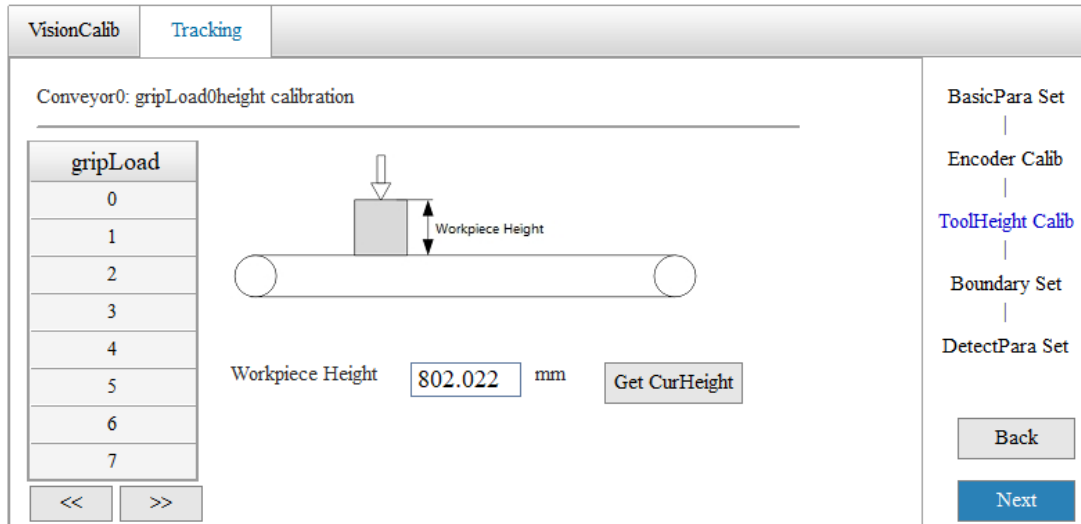 VisionCalib
Tracking
Conveyor0: gripLoad0height calibration
gripLoad
0
1
2
3
4
5
6
7
<< >>
Workpiece Height
Workpiece Height 802.022 mm Get CurHeight
BasicPara Set
Encoder Calib
ToolHeight Calib
Boundary Set
DetectPara Set
Back
Next